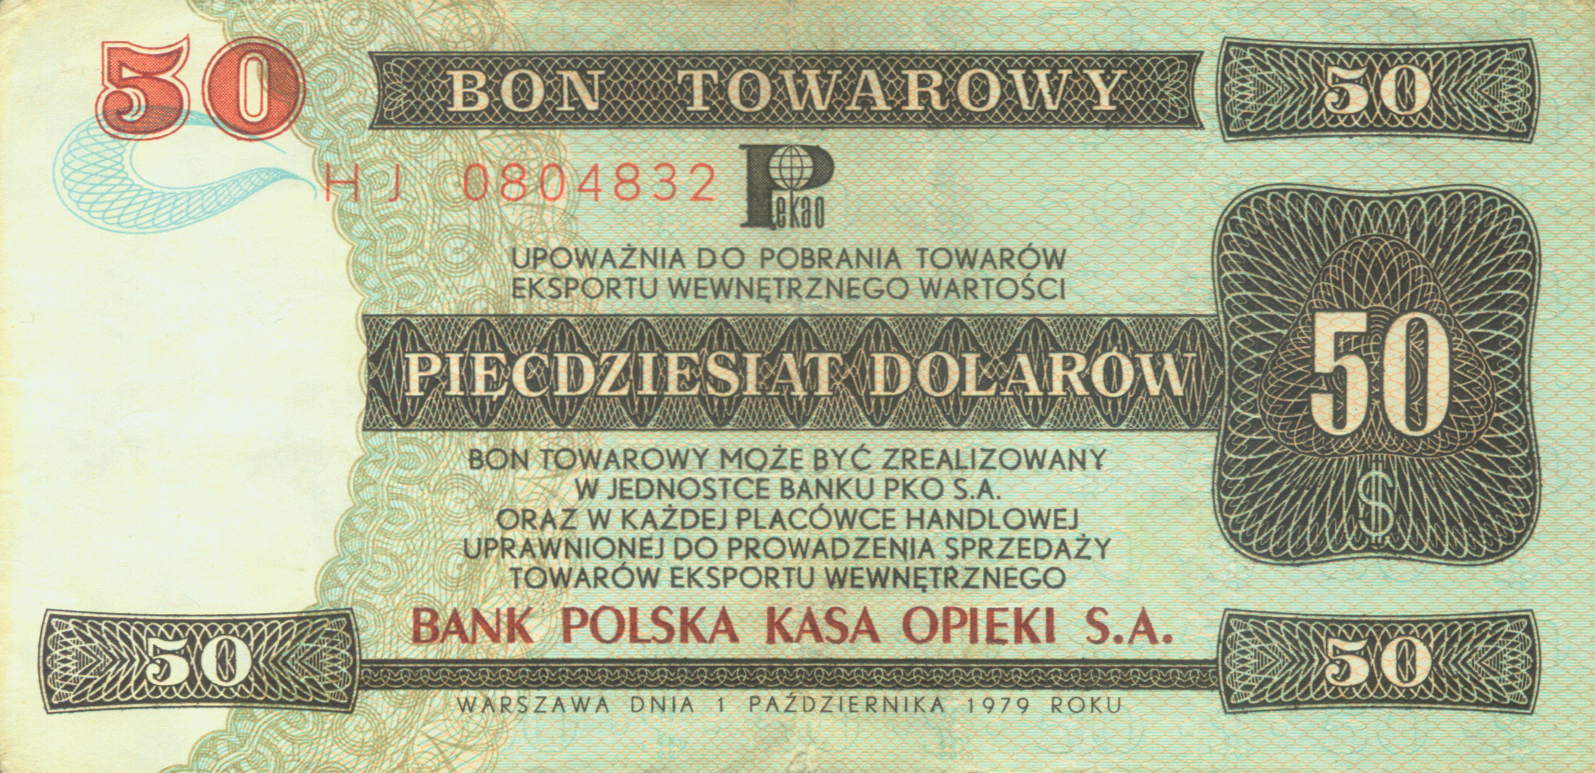 50
BON TOWAROWY
50
HJ 0804832
Pekao
UPOWAŻNIA DO POBRANIA TOWARÓW
EKSPORTU WEWNĘTRZNEGO WARTOŚCI
PIĘĆDZIESIĄT DOLARÓW
50
$
BON TOWAROWY MOŻE BYĆ ZREALIZOWANY
W JEDNOSTCE BANKU PKO S.A.
ORAZ W KAŻDEJ PLACÓWCE HANDLOWEJ
UPRAWNIONEJ DO PROWADZENIA SPRZEDAŻY
TOWARÓW EKSPORTU WEWNĘTRZNEGO
BANK POLSKA KASA OPIEKI S.A.
50
50
WARSZAWA DNIA 1 PAŹDZIERNIKA 1979 ROKU